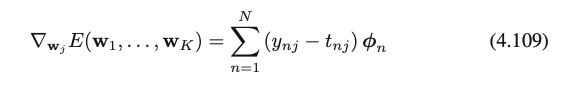 ∇_{𝐰_j} E(𝐰_1, . . . , 𝐰_K) = ∑_{n=1}^{N} (y_{nj} − t_{nj}) 𝛟_n (4.109)